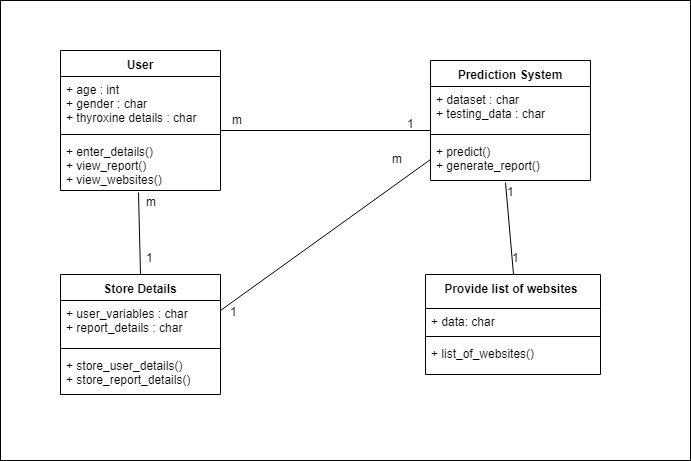 User
+ age : int
+ gender : char
+ thyroxine details : char
+ enter_details()
+ view_report()
+ view_websites()
Prediction System
+ dataset : char
+ testing_data : char
+ predict()
+ generate_report()
m
1
m
m
1
1
1
1
Store Details
+ user_variables : char
+ report_details : char
+ store_user_details()
+ store_report_details()
Provide list of websites
+ data: char
+ list_of_websites()